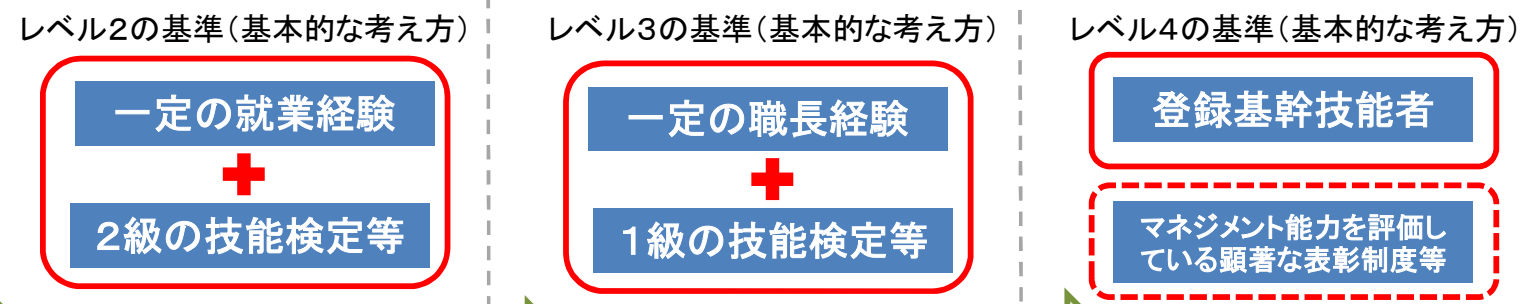 レベル2の基準(基本的な考え方)
一定の就業経験
2級の技能検定等
レベル3の基準(基本的な考え方)
一定の職長経験
1級の技能検定等
レベル4の基準(基本的な考え方)
登録基幹技能者
マネジメント能力を評価し
ている顕著な表彰制度等